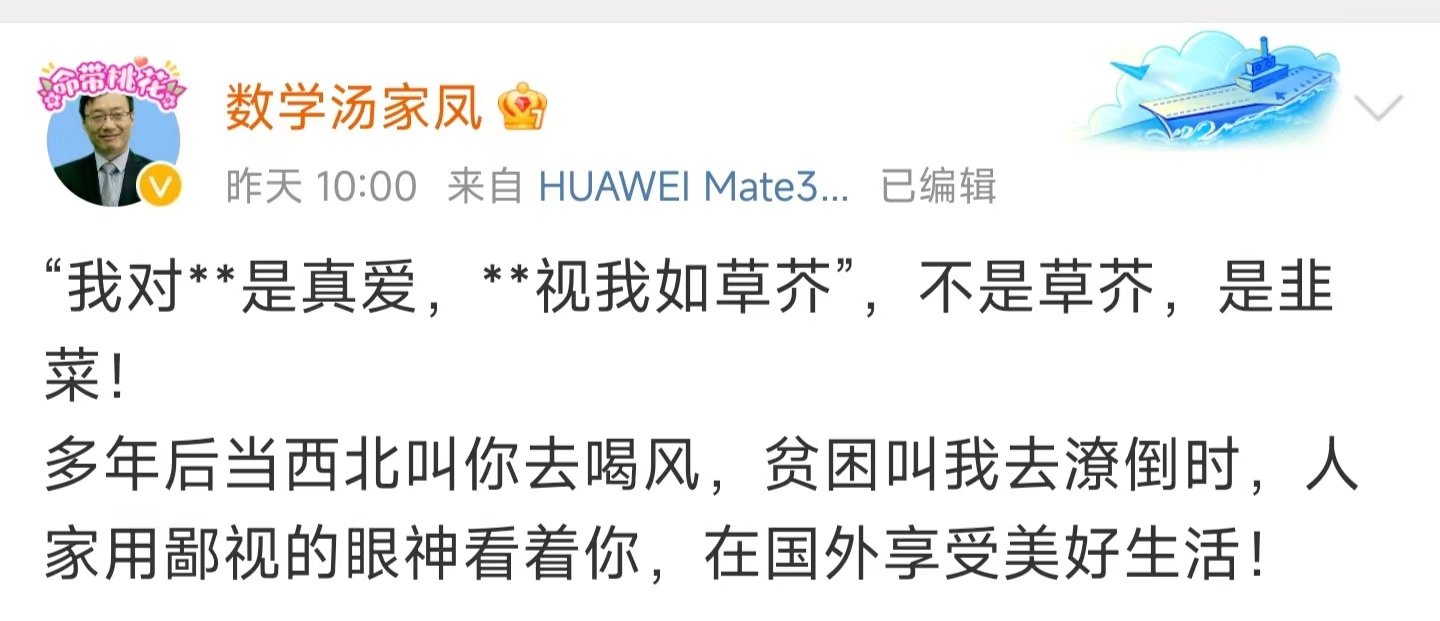 命带桃花
数学汤家凤
昨天 10:00 来自 HUAWEI Mate3... 已编辑
“我对**是真爱，**视我如草芥”，不是草芥，是韭
菜！
多年后当西北叫你去喝风，贫困叫我去潦倒时，人
家用鄙视的眼神看着你，在国外享受美好生活！